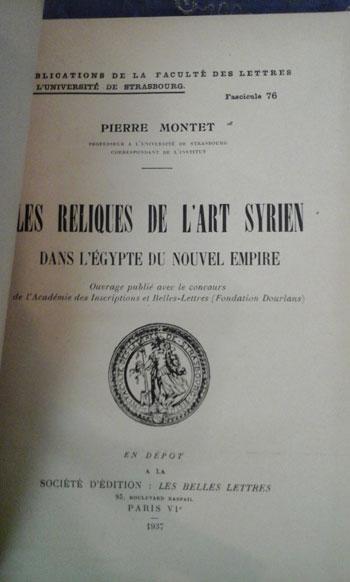 BLICATIONS DE LA FACULTÉ DES LETTRES
L'UNIVERSITÉ DE STRASBOURG.
Fascicule 76
PIERRE MONTET
PROFESSEUR A L'UNIVERSITÉ DE STRASBOURG
CORRESPONDANT DE L'INSTITUT
LES RELIQUES DE L'ART SYRIEN
DANS L'ÉGYPTE DU NOUVEL EMPIRE
Ouvrage publié avec le concours
de l'Académie des Inscriptions et Belles-Lettres (Fondation Dourlans)
EN DÉPOT
A LA
SOCIÉTÉ D'ÉDITION : LES BELLES LETTRES
95, BOULEVARD RASPAIL
PARIS VIe
1937